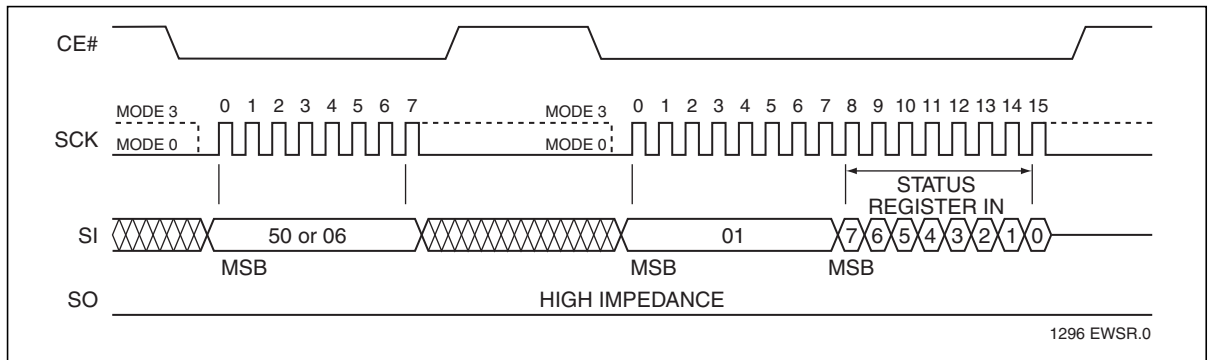 CE#
MODE 3 0 1 2 3 4 5 6 7 MODE 3 0 1 2 3 4 5 6 7 8 9 10 11 12 13 14 15
SCK MODE 0 MODE 0
STATUS
REGISTER IN
SI 50 or 06 01 7 6 5 4 3 2 1 0
MSB MSB MSB
SO HIGH IMPEDANCE
1296 EWSR.0